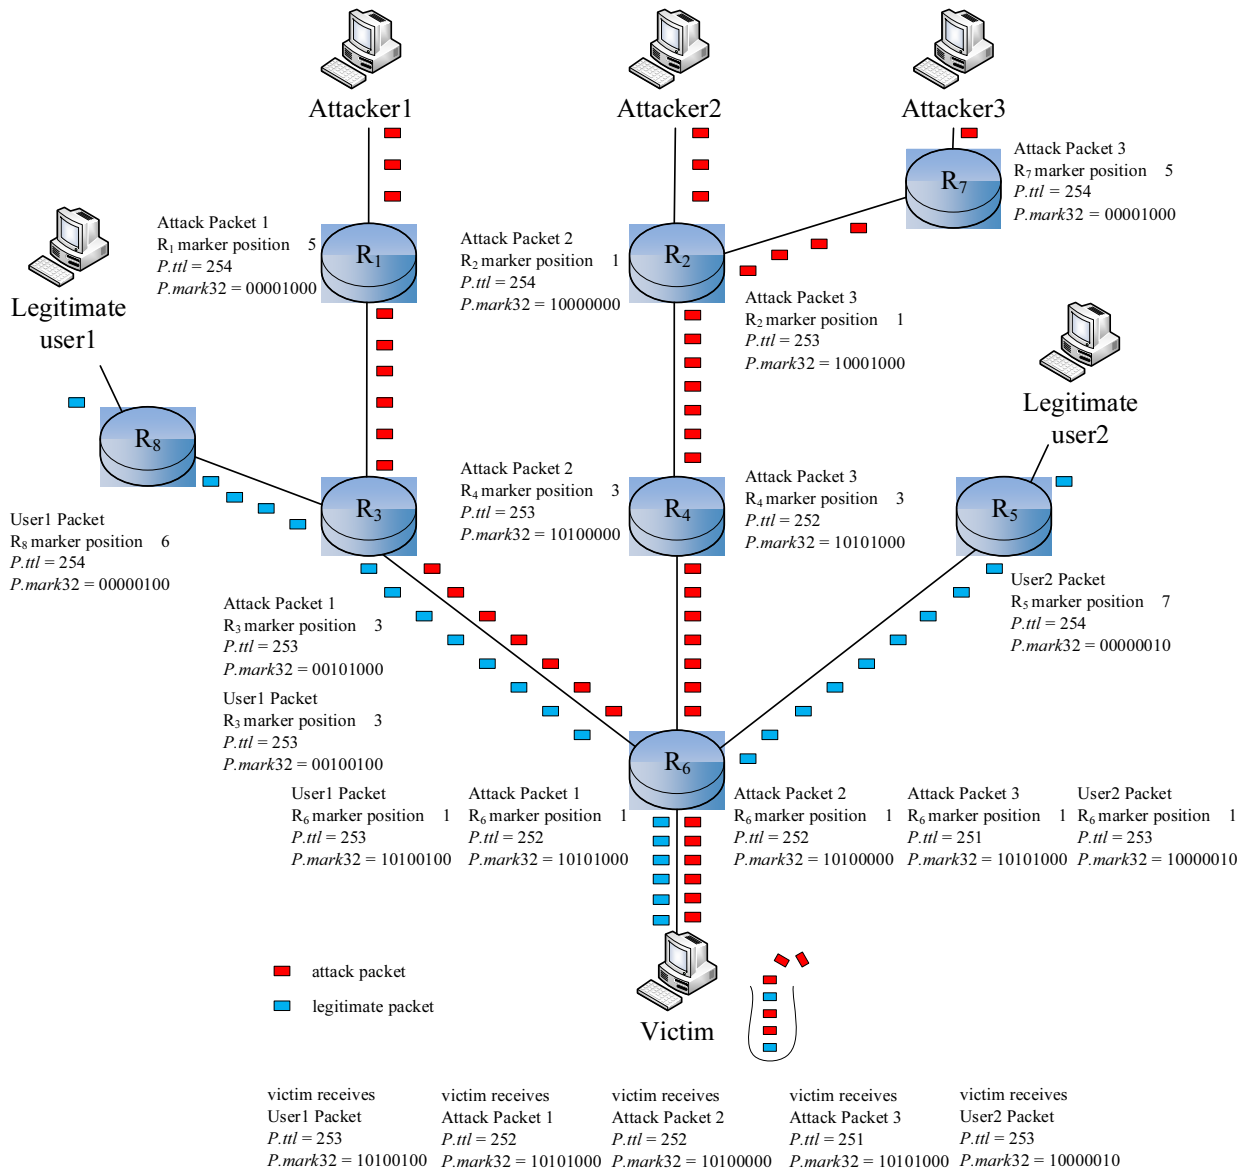 Attacker1
Attacker2
Attacker3
Attack Packet 3
R7 marker position 5
P.ttl = 254
P.mark32 = 00001000
R7
Attack Packet 1
R1 marker position 5
P.ttl = 254
P.mark32 = 00001000
R1
Attack Packet 2
R2 marker position 1
P.ttl = 254
P.mark32 = 10000000
R2
Attack Packet 3
R2 marker position 1
P.ttl = 253
P.mark32 = 10001000
Legitimate
user1
Legitimate
user2
R8
R3
Attack Packet 2
R4 marker position 3
P.ttl = 253
P.mark32 = 10100000
R4
Attack Packet 3
R4 marker position 3
P.ttl = 252
P.mark32 = 10101000
R5
User1 Packet
R8 marker position 6
P.ttl = 254
P.mark32 = 00000100
User2 Packet
R5 marker position 7
P.ttl = 254
P.mark32 = 00000010
Attack Packet 1
R3 marker position 3
P.ttl = 253
P.mark32 = 00101000
User1 Packet
R3 marker position 3
P.ttl = 253
P.mark32 = 00100100
R6
User1 Packet
R6 marker position 1
P.ttl = 253
P.mark32 = 10100100
Attack Packet 1
R6 marker position 1
P.ttl = 252
P.mark32 = 10101000
Attack Packet 2
R6 marker position 1
P.ttl = 252
P.mark32 = 10100000
Attack Packet 3
R6 marker position 1
P.ttl = 251
P.mark32 = 10101000
User2 Packet
R6 marker position 1
P.ttl = 253
P.mark32 = 10000010
attack packet
legitimate packet
Victim
victim receives
User1 Packet
P.ttl = 253
P.mark32 = 10100100
victim receives
Attack Packet 1
P.ttl = 252
P.mark32 = 10101000
victim receives
Attack Packet 2
P.ttl = 252
P.mark32 = 10100000
victim receives
Attack Packet 3
P.ttl = 251
P.mark32 = 10101000
victim receives
User2 Packet
P.ttl = 253
P.mark32 = 10000010